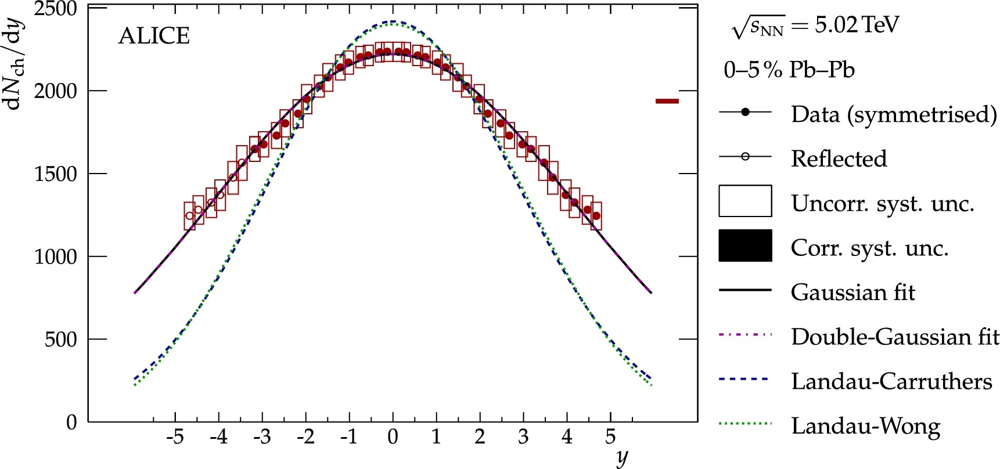 2500
2000
1500
1000
500
0
dNch/dy
ALICE
-5 -4 -3 -2 -1 0 1 2 3 4 5
y
√sNN = 5.02 TeV
0–5 % Pb–Pb
Data (symmetrised)
Reflected
Uncorr. syst. unc.
Corr. syst. unc.
Gaussian fit
Double-Gaussian fit
Landau-Carruthers
Landau-Wong